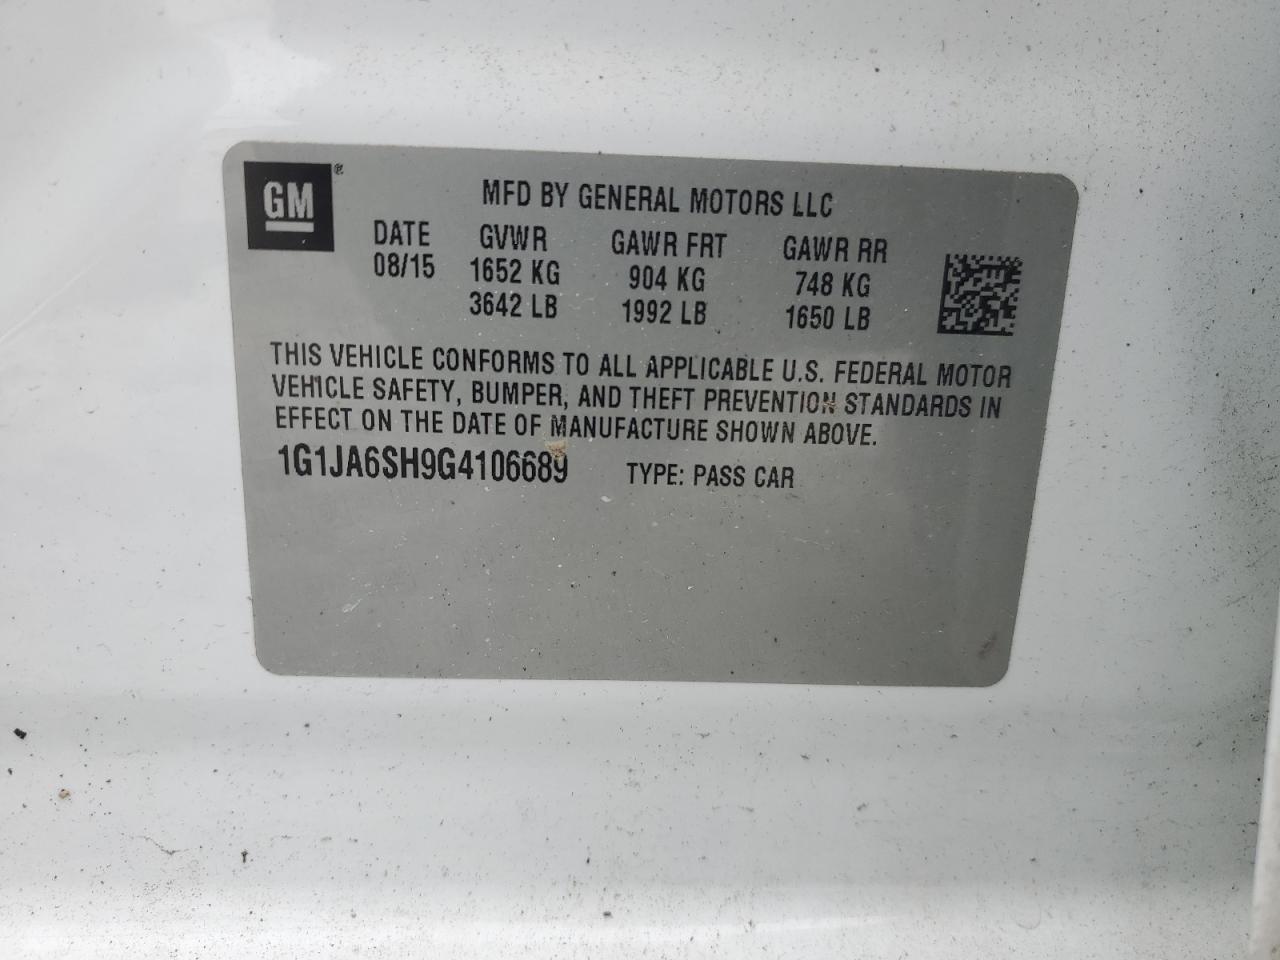 GM ®
MFD BY GENERAL MOTORS LLC
DATE GVWR GAWR FRT GAWR RR
08/15 1652 KG 904 KG 748 KG
3642 LB 1992 LB 1650 LB
THIS VEHICLE CONFORMS TO ALL APPLICABLE U.S. FEDERAL MOTOR
VEHICLE SAFETY, BUMPER, AND THEFT PREVENTION STANDARDS IN
EFFECT ON THE DATE OF MANUFACTURE SHOWN ABOVE.
1G1JA6SH9G4106689 TYPE: PASS CAR